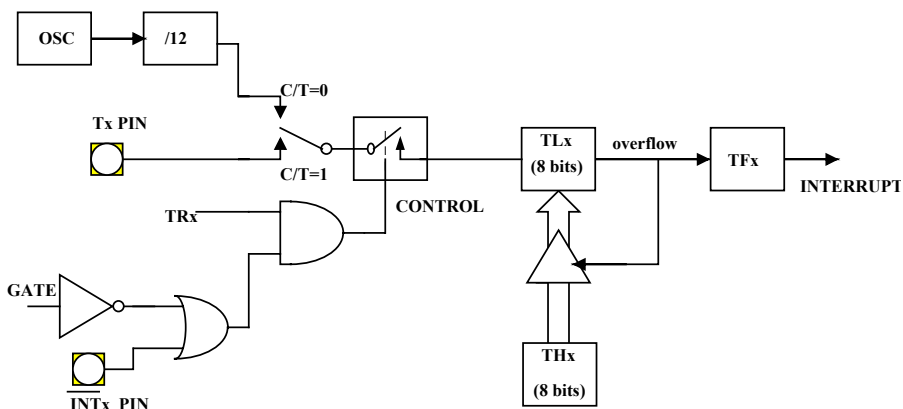 OSC
/12
C/T=0
Tx PIN
C/T=1
TLx
(8 bits)
overflow
TFx
INTERRUPT
CONTROL
TRx
GATE
THx
(8 bits)
INTx PIN